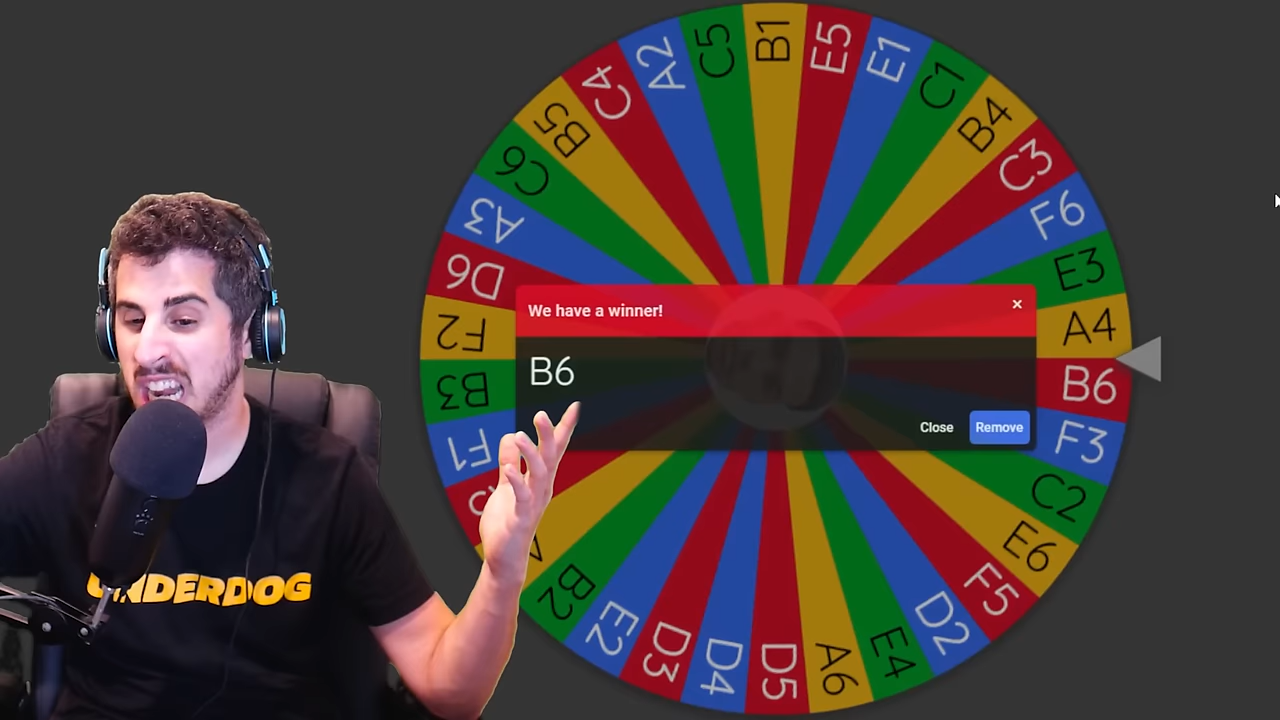 C5
B1
E5
E1
A2
C1
C4
B4
B5
C3
C6
F6
A3
E3
D6
A4
F2
We have a winner!
×
B6
B6
B3
Close
Remove
F3
F1
C2
E6
B2
F5
E2
D2
D3
E4
D4
D5
A6
UNDERDOG